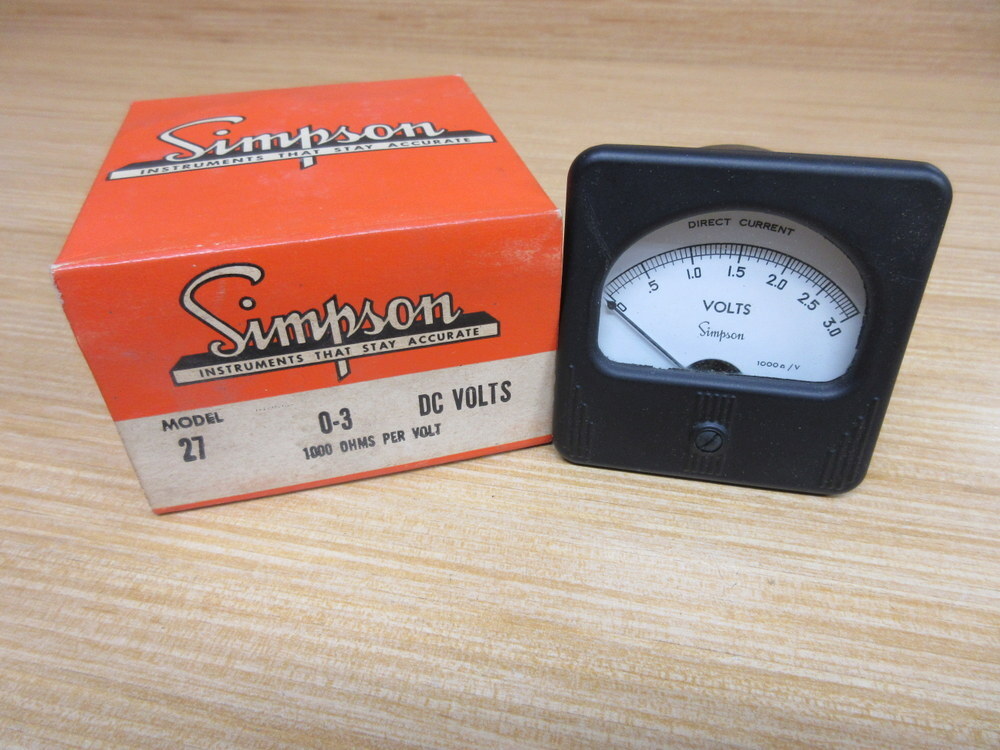 Simpson
INSTRUMENTS THAT STAY ACCURATE
Simpson
INSTRUMENTS THAT STAY ACCURATE
MODEL 0-3 DC VOLTS
27 1000 OHMS PER VOLT
DIRECT CURRENT
0 .5 1.0 1.5 2.0 2.5 3.0
VOLTS
Simpson
1000Ω/V